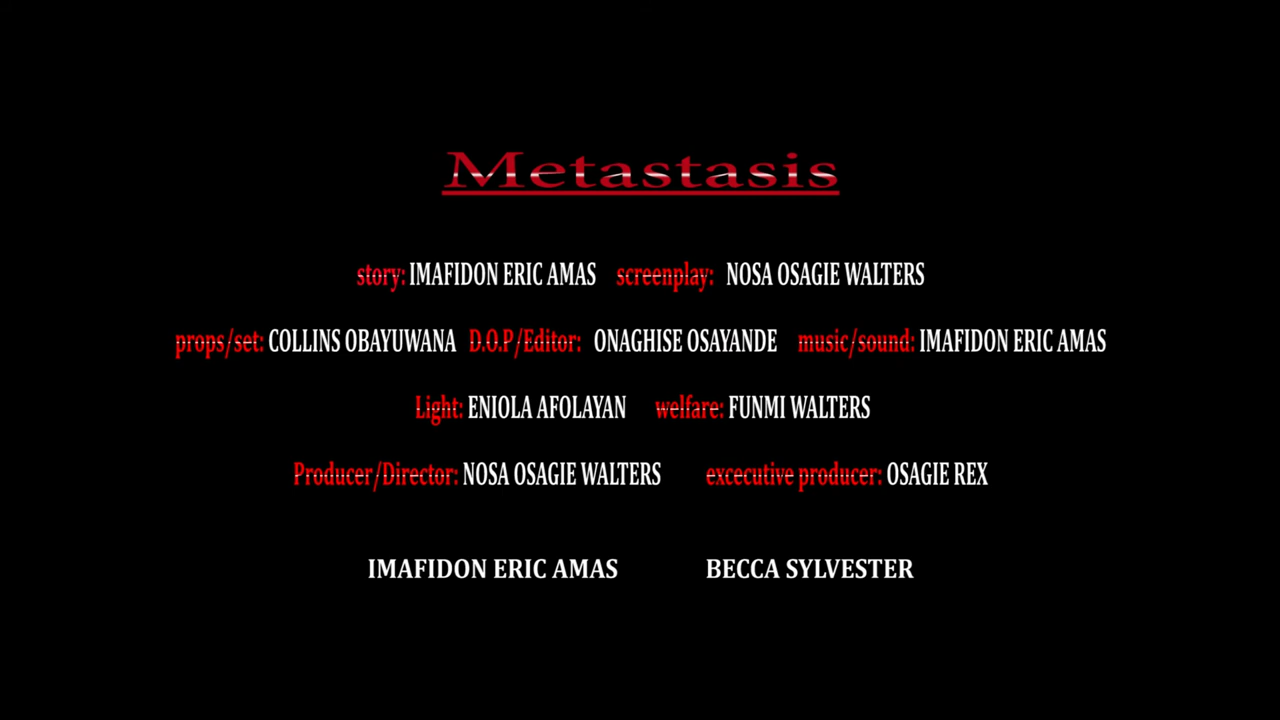 Metastasis
story: IMAFIDON ERIC AMAS screenplay: NOSA OSAGIE WALTERS
props/set: COLLINS OBAYUWANA D.O.P/Editor: ONAGHISE OSAYANDE music/sound: IMAFIDON ERIC AMAS
Light: ENIOLA AFOLAYAN welfare: FUNMI WALTERS
Producer/Director: NOSA OSAGIE WALTERS excecutive producer: OSAGIE REX
IMAFIDON ERIC AMAS BECCA SYLVESTER